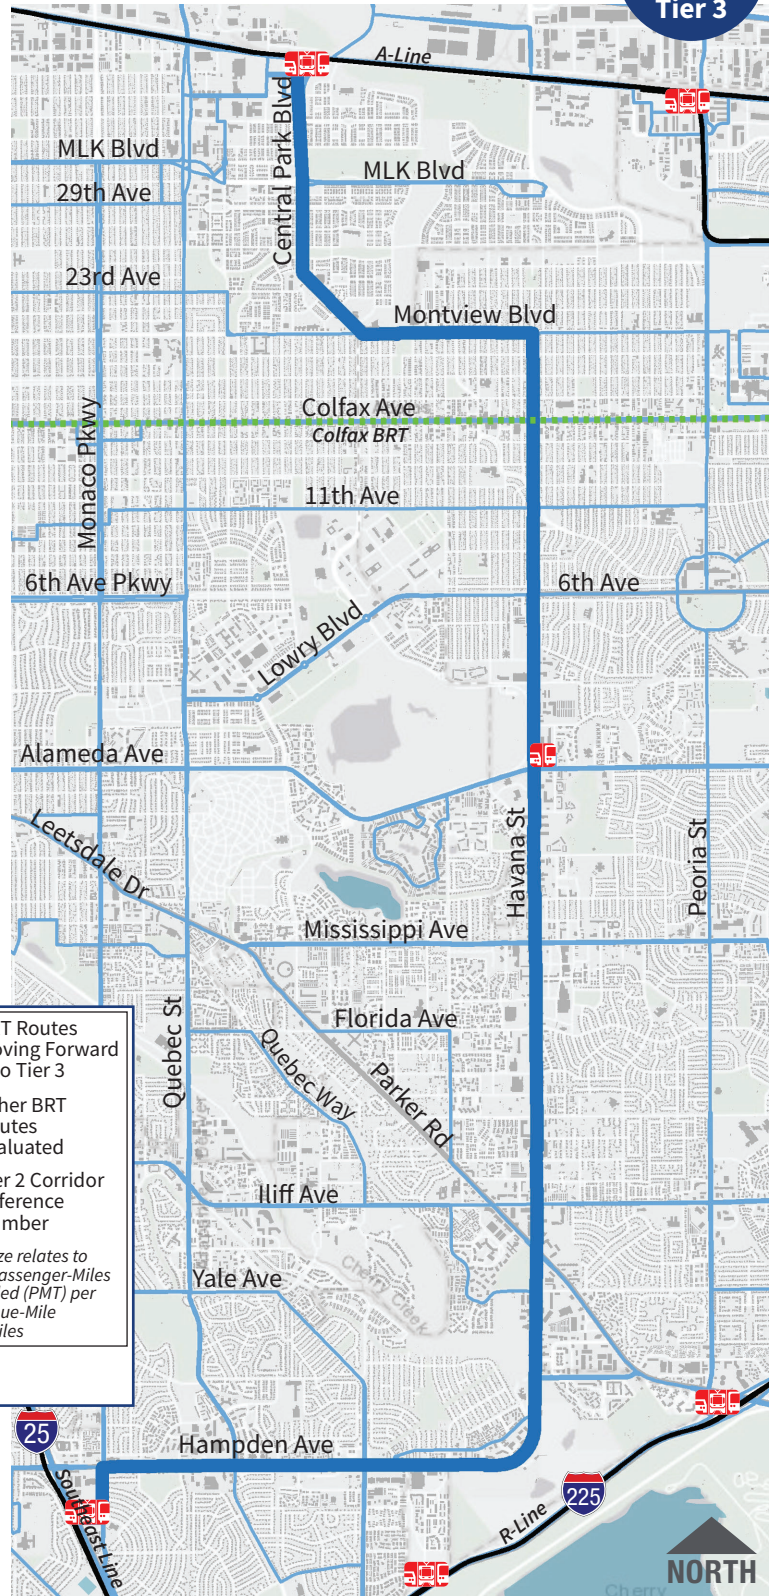 Tier 3
A-Line
Central Park Blvd
MLK Blvd
MLK Blvd
29th Ave
23rd Ave
Montview Blvd
Colfax Ave
Colfax BRT
Monaco Pkwy
11th Ave
6th Ave Pkwy
6th Ave
Lowry Blvd
Alameda Ave
Leetsdale Dr
Havana St
Peoria St
Mississippi Ave
Quebec St
Florida Ave
Quebec Way
Parker Rd
T Routes
oving Forward
o Tier 3
her BRT
utes
aluated
er 2 Corridor
ference
mber
ze relates to
assenger-Miles
led (PMT) per
ue-Mile
iles
Iliff Ave
Cherry Creek
Yale Ave
Hampden Ave
25
Southeast Line
225
R-Line
NORTH
Cherry